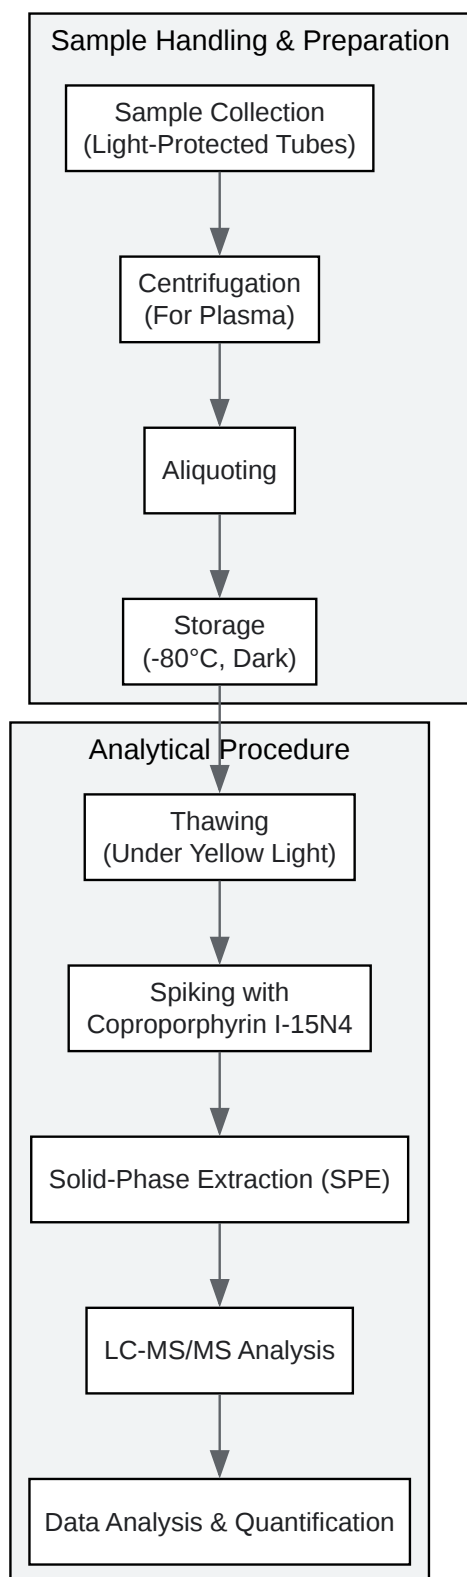 Sample Handling & Preparation
Sample Collection
(Light-Protected Tubes)
Centrifugation
(For Plasma)
Aliquoting
Storage
(-80°C, Dark)
Analytical Procedure
Thawing
(Under Yellow Light)
Spiking with
Coproporphyrin I-15N4
Solid-Phase Extraction (SPE)
LC-MS/MS Analysis
Data Analysis & Quantification